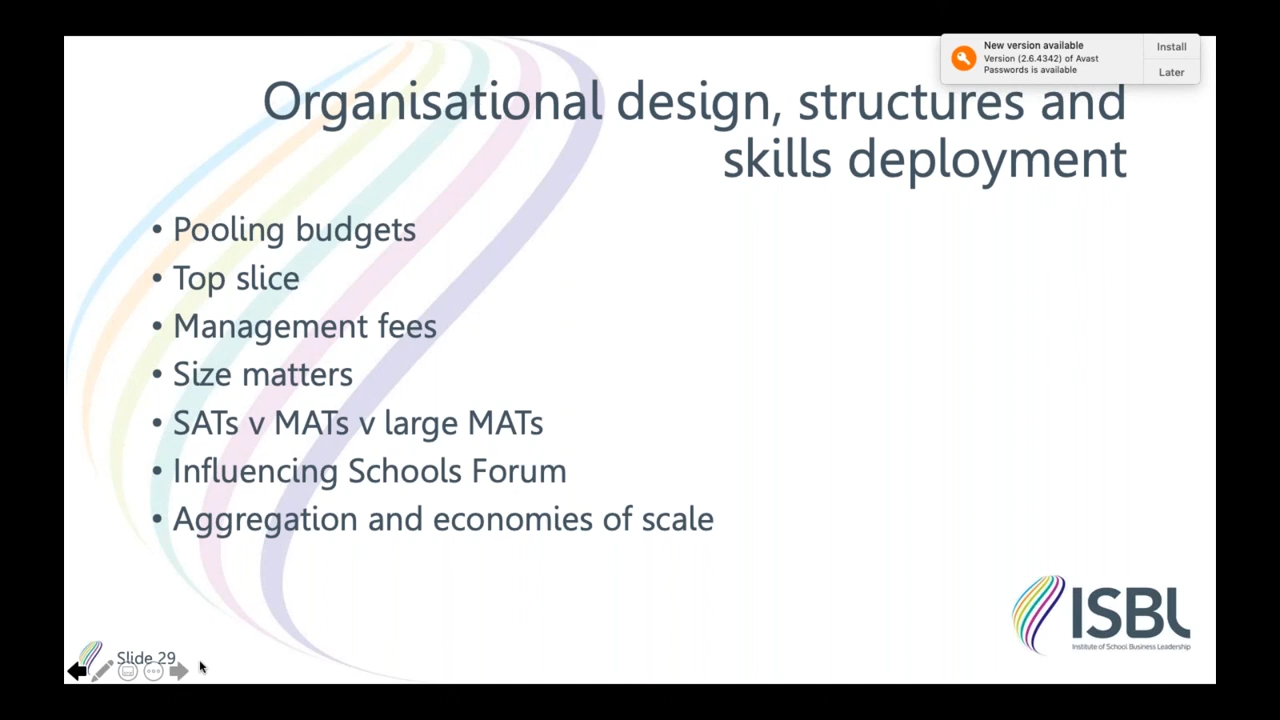 New version available
Version (2.6.4342) of Avast
Passwords is available
Install
Later
Organisational design, structures and
skills deployment
• Pooling budgets
• Top slice
• Management fees
• Size matters
• SATs v MATs v large MATs
• Influencing Schools Forum
• Aggregation and economies of scale
ISBL
Institute of School Business Leadership
Slide 29